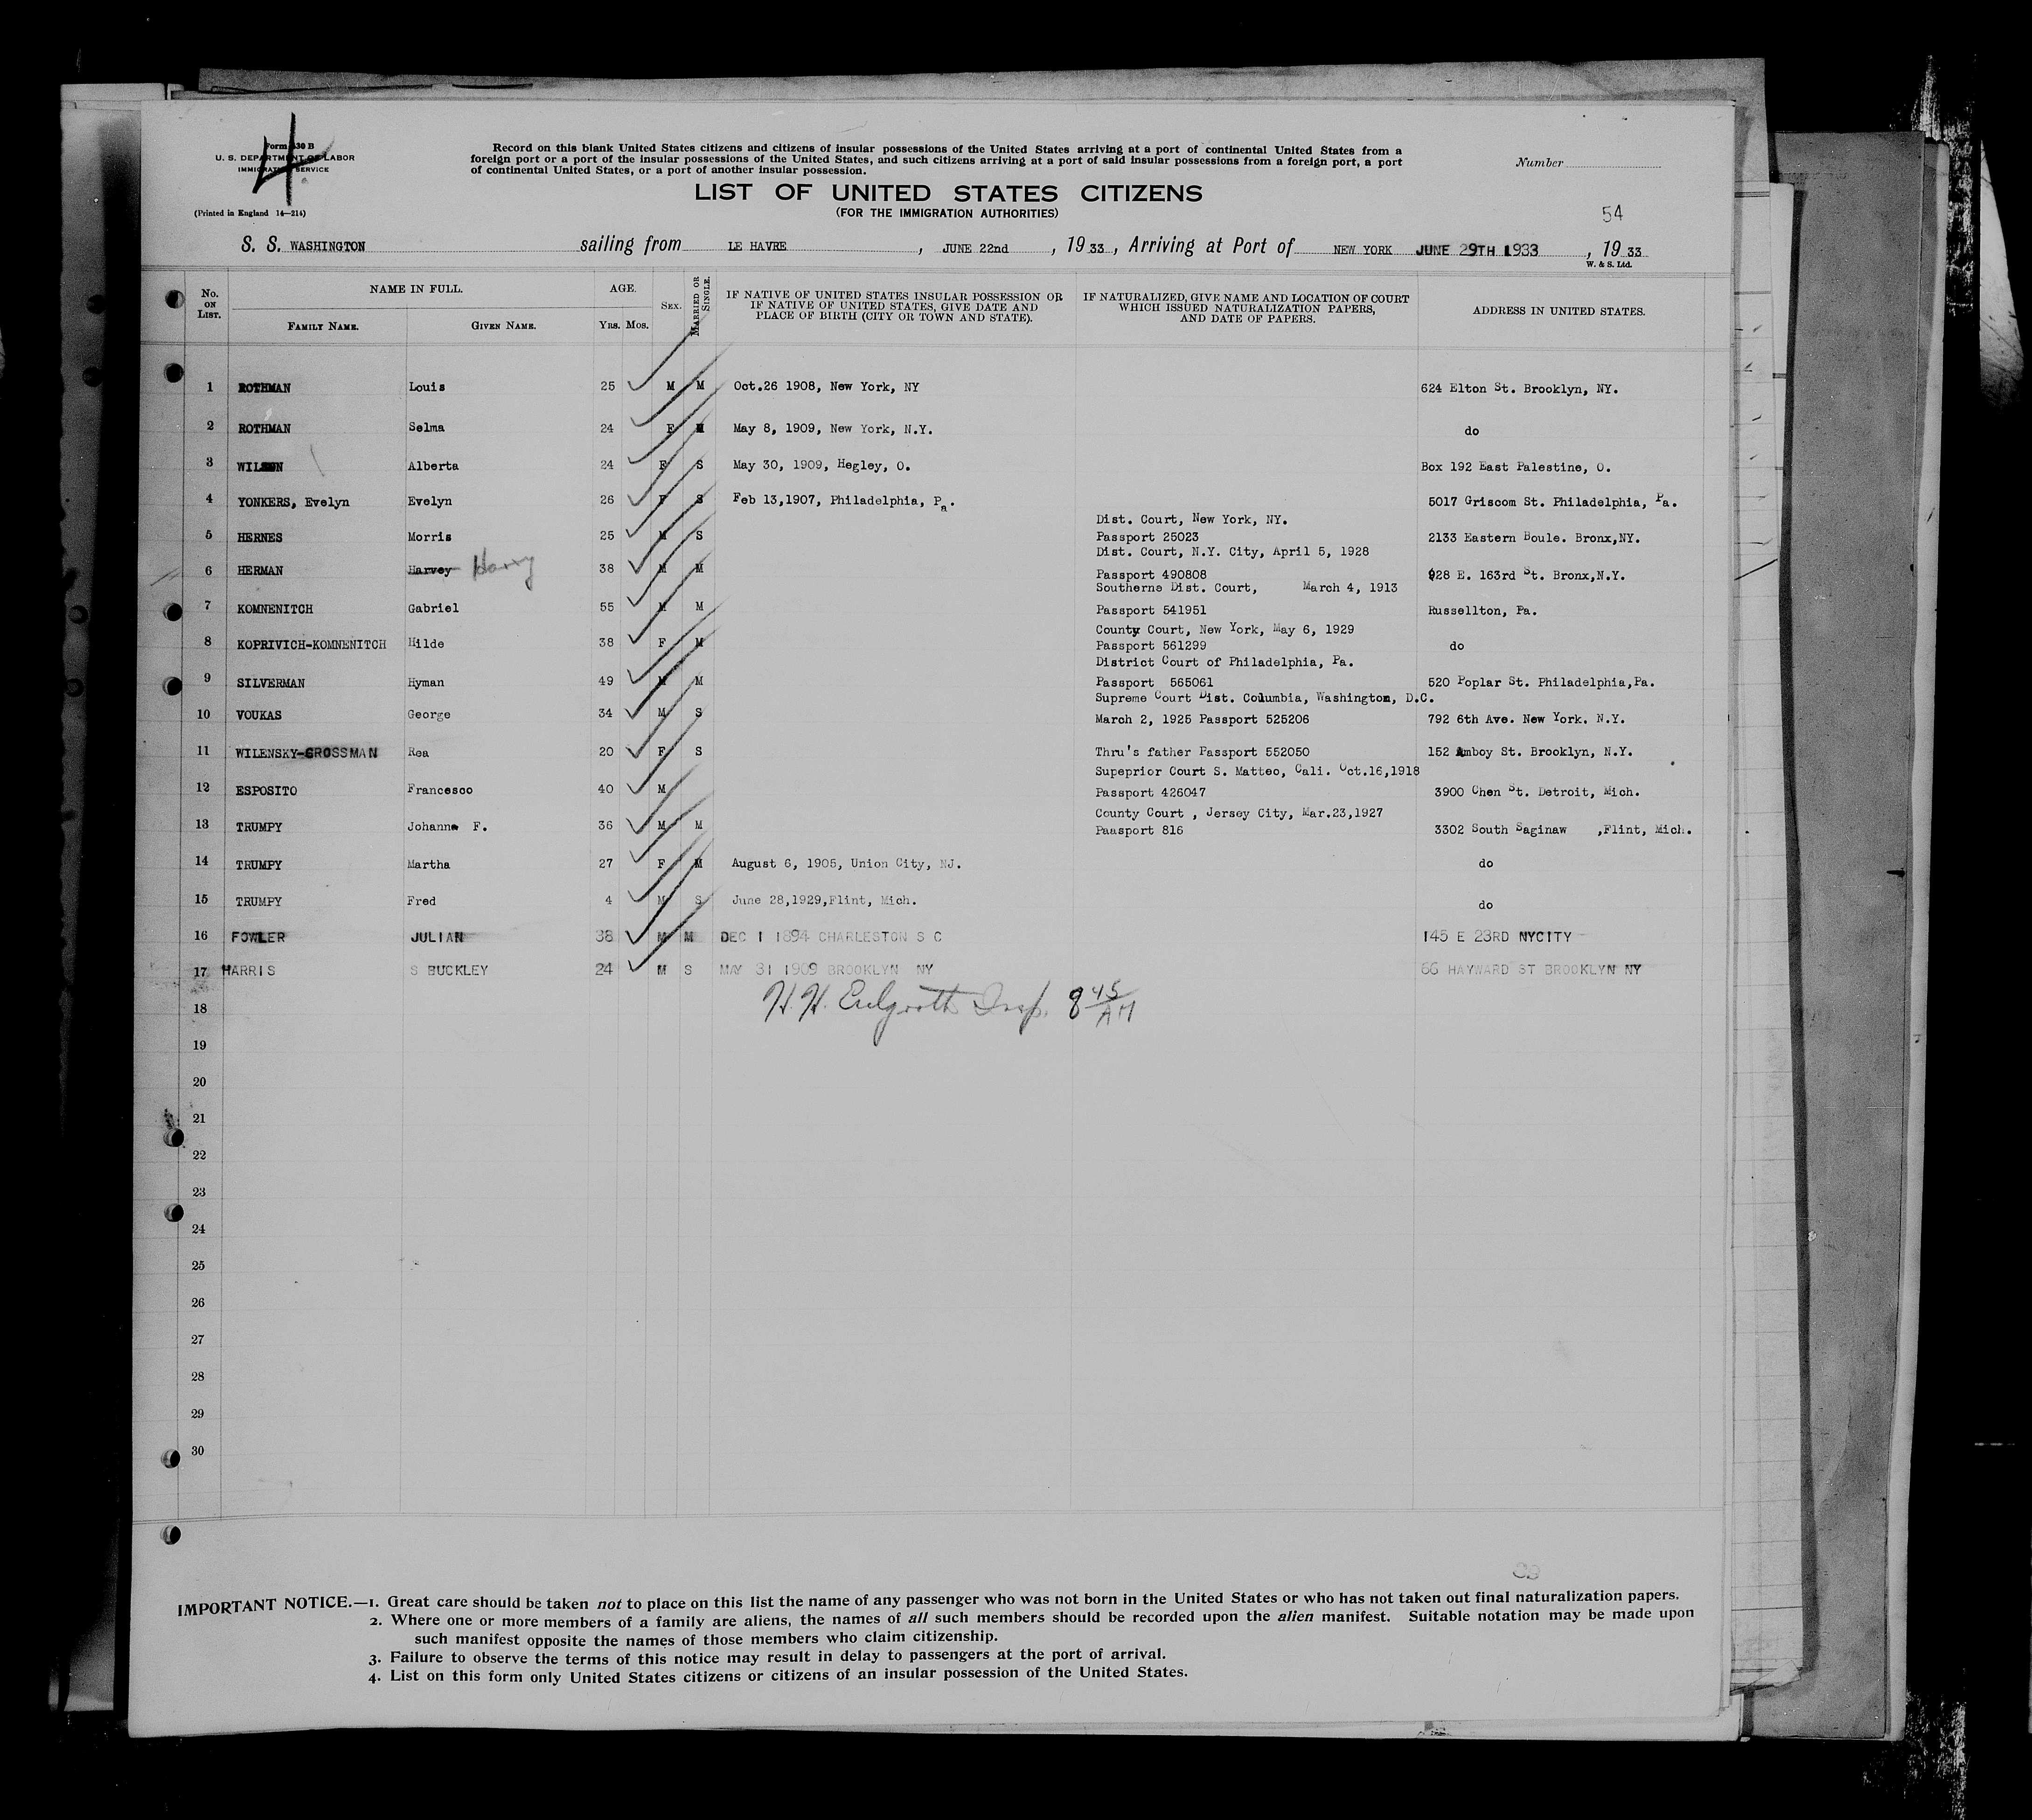 4
Form 630 B
U. S. DEPARTMENT OF LABOR
IMMIGRATION SERVICE
(Printed in England 14—214)
Record on this blank United States citizens and citizens of insular possessions of the United States arriving at a port of continental United States from a
foreign port or a port of the insular possessions of the United States, and such citizens arriving at a port of said insular possessions from a foreign port, a port
of continental United States, or a port of another insular possession.
Number
LIST OF UNITED STATES CITIZENS
(FOR THE IMMIGRATION AUTHORITIES)
54
S. S. WASHINGTON sailing from LE HAVRE , JUNE 22nd , 19 33 , Arriving at Port of NEW YORK JUNE 29TH 1933 , 19 33
W. & S. Ltd.
No. ON LIST. NAME IN FULL. FAMILY NAME. GIVEN NAME. AGE. YRS. MOS. SEX. MARRIED OR SINGLE. IF NATIVE OF UNITED STATES INSULAR POSSESSION OR IF NATIVE OF UNITED STATES, GIVE DATE AND PLACE OF BIRTH (CITY OR TOWN AND STATE). IF NATURALIZED, GIVE NAME AND LOCATION OF COURT WHICH ISSUED NATURALIZATION PAPERS, AND DATE OF PAPERS. ADDRESS IN UNITED STATES.
1 ROTHMAN Louis 25 M M Oct.26 1908, New York, NY 624 Elton St. Brooklyn, NY.
2 ROTHMAN Selma 24 F M May 8, 1909, New York, N.Y. do
3 WILSON Alberta 24 F S May 30, 1909, Hegley, O. Box 192 East Palestine, O.
4 YONKERS, Evelyn Evelyn 26 F S Feb 13,1907, Philadelphia, Pa. 5017 Griscom St. Philadelphia, Pa.
Dist. Court, New York, NY.
5 HERNES Morris 25 M S Passport 25023 2133 Eastern Boule. Bronx,NY.
Dist. Court, N.Y. City, April 5, 1928
6 HERMAN Harvey Harry 38 M M Passport 490808 928 E. 163rd St. Bronx,N.Y.
Southerne Dist. Court, March 4, 1913
7 KOMNENITCH Gabriel 55 M M Passport 541951 Russellton, Pa.
County Court, New York, May 6, 1929
8 KOPRIVICH-KOMNENITCH Hilde 38 F M Passport 561299 do
District Court of Philadelphia, Pa.
9 SILVERMAN Hyman 49 M M Passport 565061 520 Poplar St. Philadelphia,Pa.
Supreme Court Dist. Columbia, Washington, D.C.
10 VOUKAS George 34 M S March 2, 1925 Passport 525206 792 6th Ave. New York. N.Y.
11 WILENSKY-GROSSMAN Rea 20 F S Thru's father Passport 552050 152 Amboy St. Brooklyn, N.Y.
Supeprior Court S. Matteo, Cali. Oct.16,1918
12 ESPOSITO Francesco 40 M Passport 426047 3900 Chen St. Detroit, Mich.
County Court , Jersey City, Mar.23,1927
13 TRUMPY Johann F. 36 M M Paasport 816 3302 South Saginaw ,Flint, Mich.
14 TRUMPY Martha 27 F M August 6, 1905, Union City, NJ. do
15 TRUMPY Fred 4 M S June 28,1929,Flint, Mich. do
16 FOWLER JULIAN 38 M M DEC 1 1894 CHARLESTON S C 145 E 23RD NYCITY
17 HARRIS S BUCKLEY 24 M S MAY 31 1909 BROOKLYN NY 66 HAYWARD ST BROOKLYN NY
H. H. Insp. 8 45 AM
18
19
20
21
22
23
24
25
26
27
28
29
30
IMPORTANT NOTICE.—1. Great care should be taken not to place on this list the name of any passenger who was not born in the United States or who has not taken out final naturalization papers.
2. Where one or more members of a family are aliens, the names of all such members should be recorded upon the alien manifest. Suitable notation may be made upon
such manifest opposite the names of those members who claim citizenship.
3. Failure to observe the terms of this notice may result in delay to passengers at the port of arrival.
4. List on this form only United States citizens or citizens of an insular possession of the United States.